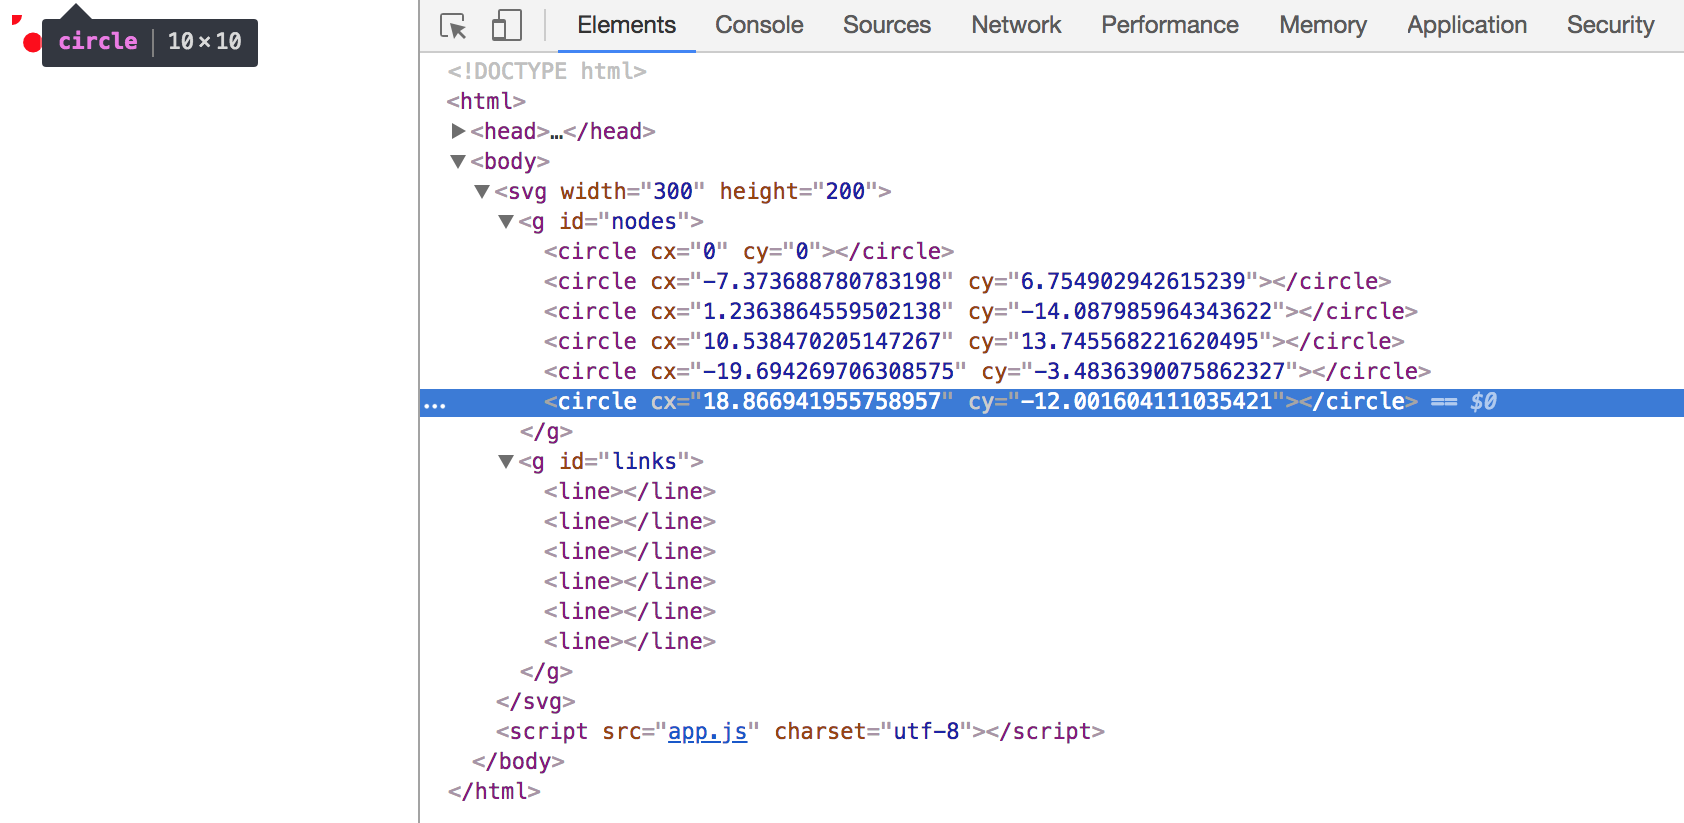 circle 10×10
Elements Console Sources Network Performance Memory Application Security
<!DOCTYPE html>
<html>
<head>…</head>
<body>
<svg width="300" height="200">
<g id="nodes">
<circle cx="0" cy="0"></circle>
<circle cx="-7.373688780783198" cy="6.754902942615239"></circle>
<circle cx="1.2363864559502138" cy="-14.087985964343622"></circle>
<circle cx="10.538470205147267" cy="13.745568221620495"></circle>
<circle cx="-19.694269706308575" cy="-3.4836390075862327"></circle>
… <circle cx="18.866941955758957" cy="-12.001604111035421"></circle> == $0
</g>
<g id="links">
<line></line>
<line></line>
<line></line>
<line></line>
<line></line>
<line></line>
</g>
</svg>
<script src="app.js" charset="utf-8"></script>
</body>
</html>